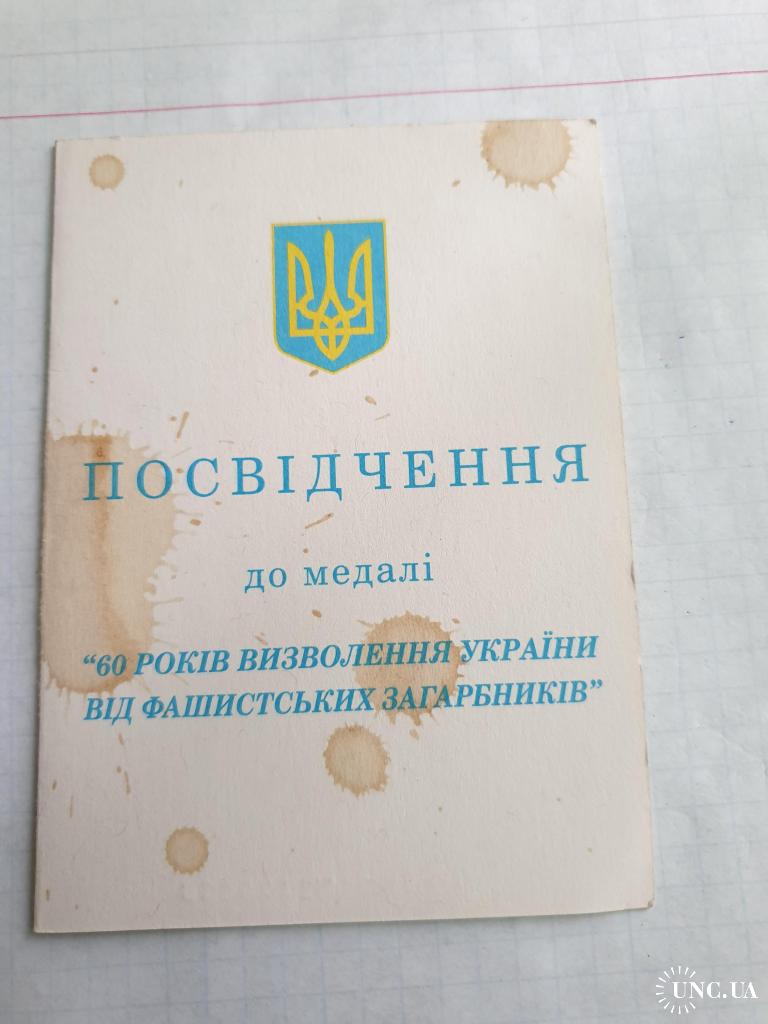 ПОСВІДЧЕННЯ
до медалі
“60 РОКІВ ВИЗВОЛЕННЯ УКРАЇНИ
ВІД ФАШИСТСЬКИХ ЗАГАРБНИКІВ”
UNC.UA